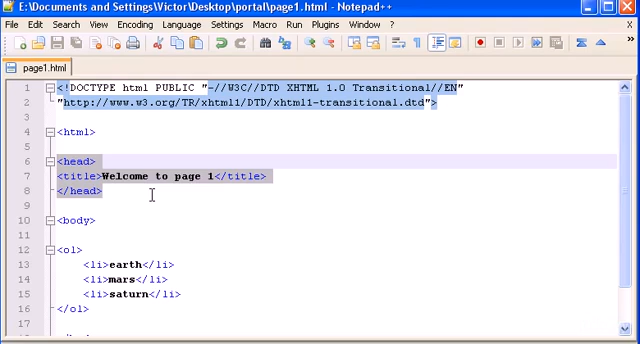 E:\Documents and Settings\Victor\Desktop\portal\page1.html - Notepad++
File Edit Search View Encoding Language Settings Macro Run Plugins Window ?
page1.html
1 <!DOCTYPE html PUBLIC "-//W3C//DTD XHTML 1.0 Transitional//EN"
2 "http://www.w3.org/TR/xhtml1/DTD/xhtml1-transitional.dtd">
3
4 <html>
5
6 <head>
7 <title>Welcome to page 1</title>
8 </head>
9
10 <body>
11
12 <ol>
13 <li>earth</li>
14 <li>mars</li>
15 <li>saturn</li>
16 </ol>
17